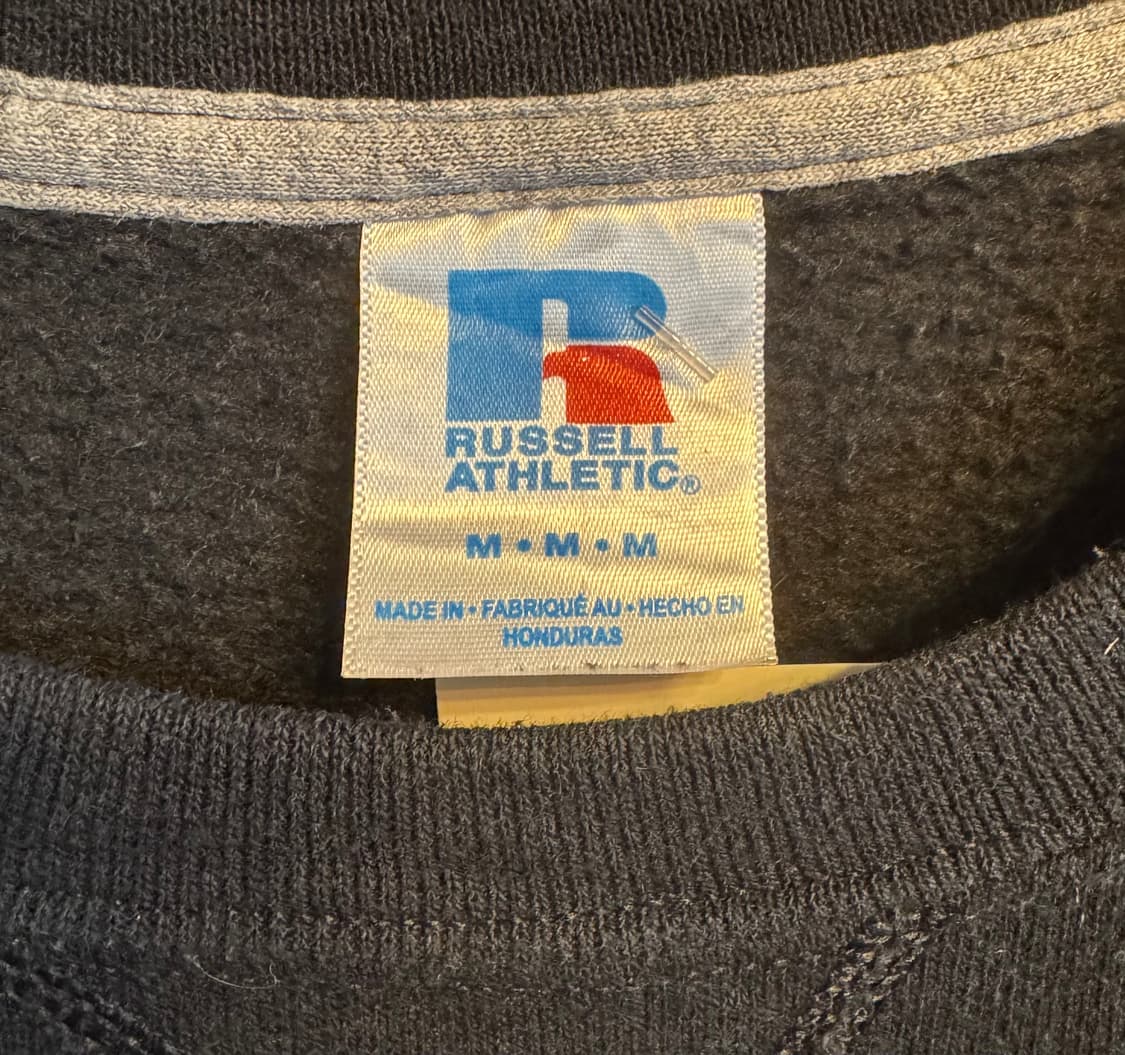 RUSSELL
ATHLETIC®
M • M • M
MADE IN • FABRIQUÉ AU • HECHO EN
HONDURAS